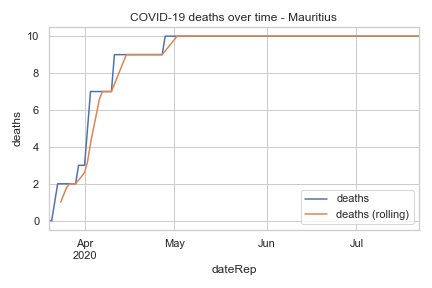 COVID-19 deaths over time - Mauritius
10
8
6
4
2
0
deaths
deaths
deaths (rolling)
Apr
2020
May
Jun
Jul
dateRep